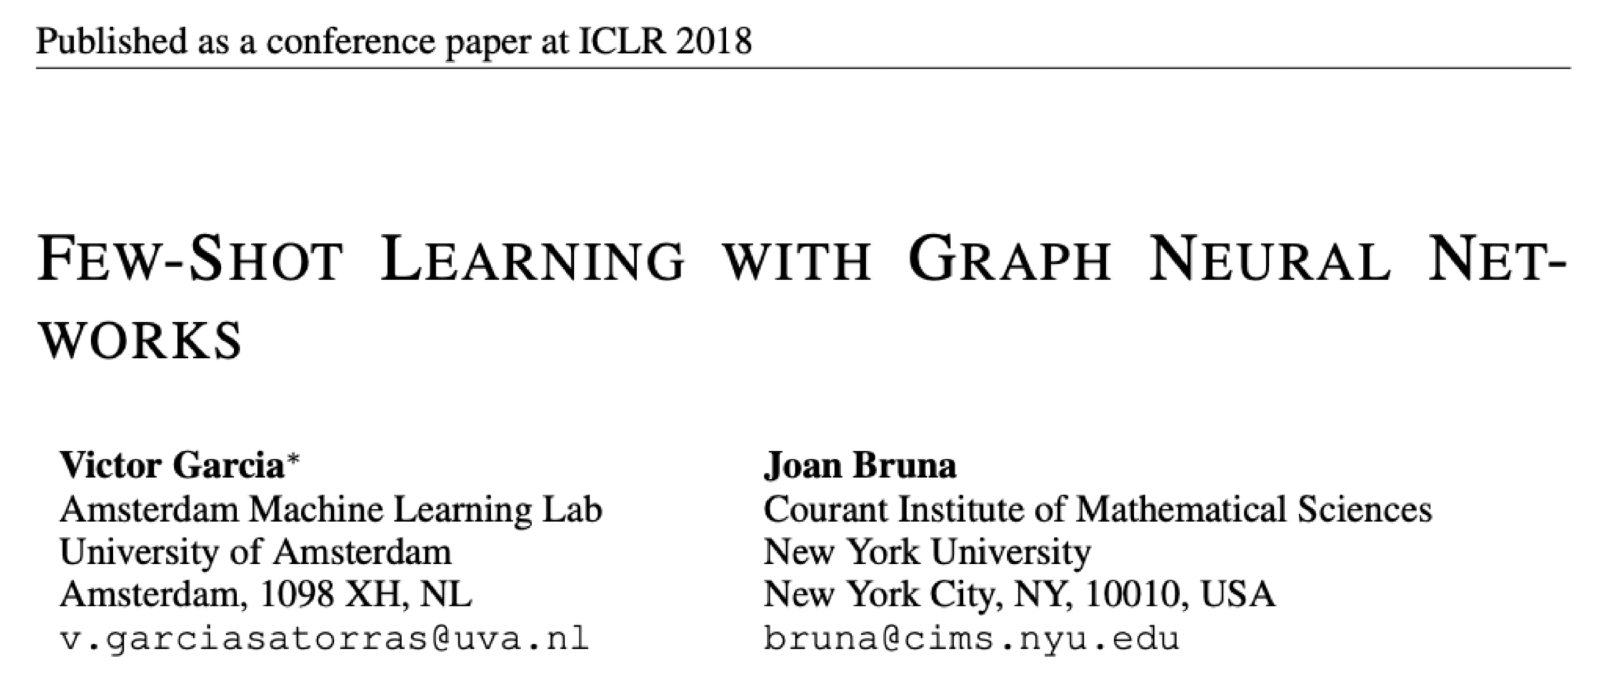 Published as a conference paper at ICLR 2018
FEW-SHOT LEARNING WITH GRAPH NEURAL NET-
WORKS
Victor Garcia*
Amsterdam Machine Learning Lab
University of Amsterdam
Amsterdam, 1098 XH, NL
v.garciasatorras@uva.nl
Joan Bruna
Courant Institute of Mathematical Sciences
New York University
New York City, NY, 10010, USA
bruna@cims.nyu.edu